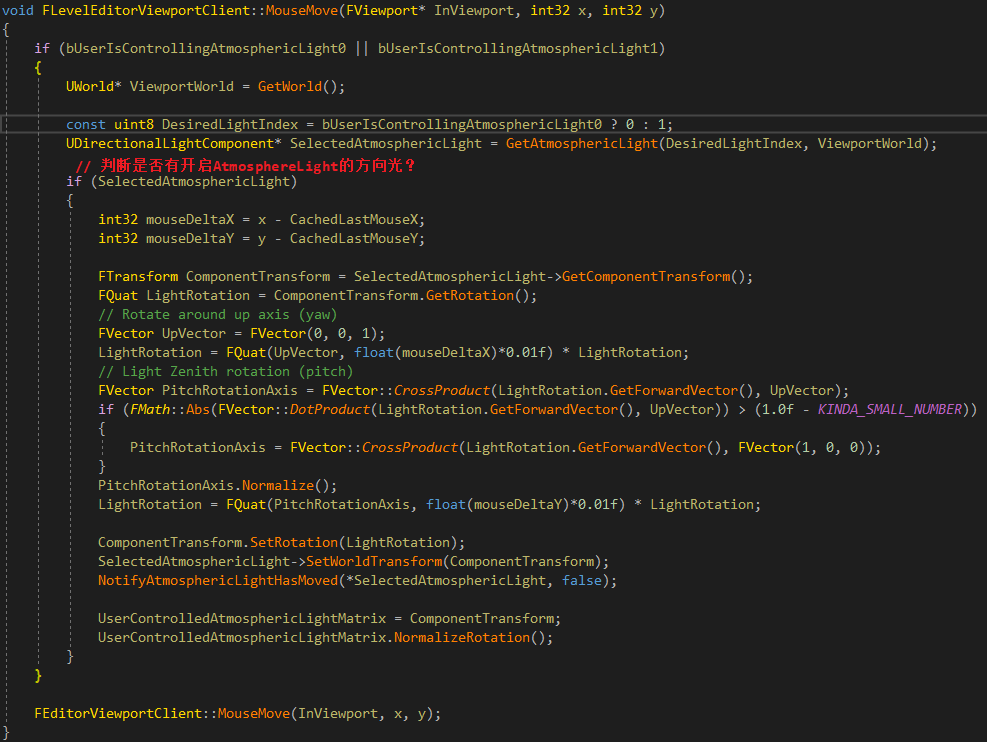 void FLevelEditorViewportClient::MouseMove(FViewport* InViewport, int32 x, int32 y)
{
if (bUserIsControllingAtmosphericLight0 || bUserIsControllingAtmosphericLight1)
{
UWorld* ViewportWorld = GetWorld();
const uint8 DesiredLightIndex = bUserIsControllingAtmosphericLight0 ? 0 : 1;
UDirectionalLightComponent* SelectedAtmosphericLight = GetAtmosphericLight(DesiredLightIndex, ViewportWorld);
// 判断是否有开启AtmosphereLight的方向光？
if (SelectedAtmosphericLight)
{
int32 mouseDeltaX = x - CachedLastMouseX;
int32 mouseDeltaY = y - CachedLastMouseY;
FTransform ComponentTransform = SelectedAtmosphericLight->GetComponentTransform();
FQuat LightRotation = ComponentTransform.GetRotation();
// Rotate around up axis (yaw)
FVector UpVector = FVector(0, 0, 1);
LightRotation = FQuat(UpVector, float(mouseDeltaX)*0.01f) * LightRotation;
// Light Zenith rotation (pitch)
FVector PitchRotationAxis = FVector::CrossProduct(LightRotation.GetForwardVector(), UpVector);
if (FMath::Abs(FVector::DotProduct(LightRotation.GetForwardVector(), UpVector)) > (1.0f - KINDA_SMALL_NUMBER))
{
PitchRotationAxis = FVector::CrossProduct(LightRotation.GetForwardVector(), FVector(1, 0, 0));
}
PitchRotationAxis.Normalize();
LightRotation = FQuat(PitchRotationAxis, float(mouseDeltaY)*0.01f) * LightRotation;
ComponentTransform.SetRotation(LightRotation);
SelectedAtmosphericLight->SetWorldTransform(ComponentTransform);
NotifyAtmosphericLightHasMoved(*SelectedAtmosphericLight, false);
UserControlledAtmosphericLightMatrix = ComponentTransform;
UserControlledAtmosphericLightMatrix.NormalizeRotation();
}
}
FEditorViewportClient::MouseMove(InViewport, x, y);
}